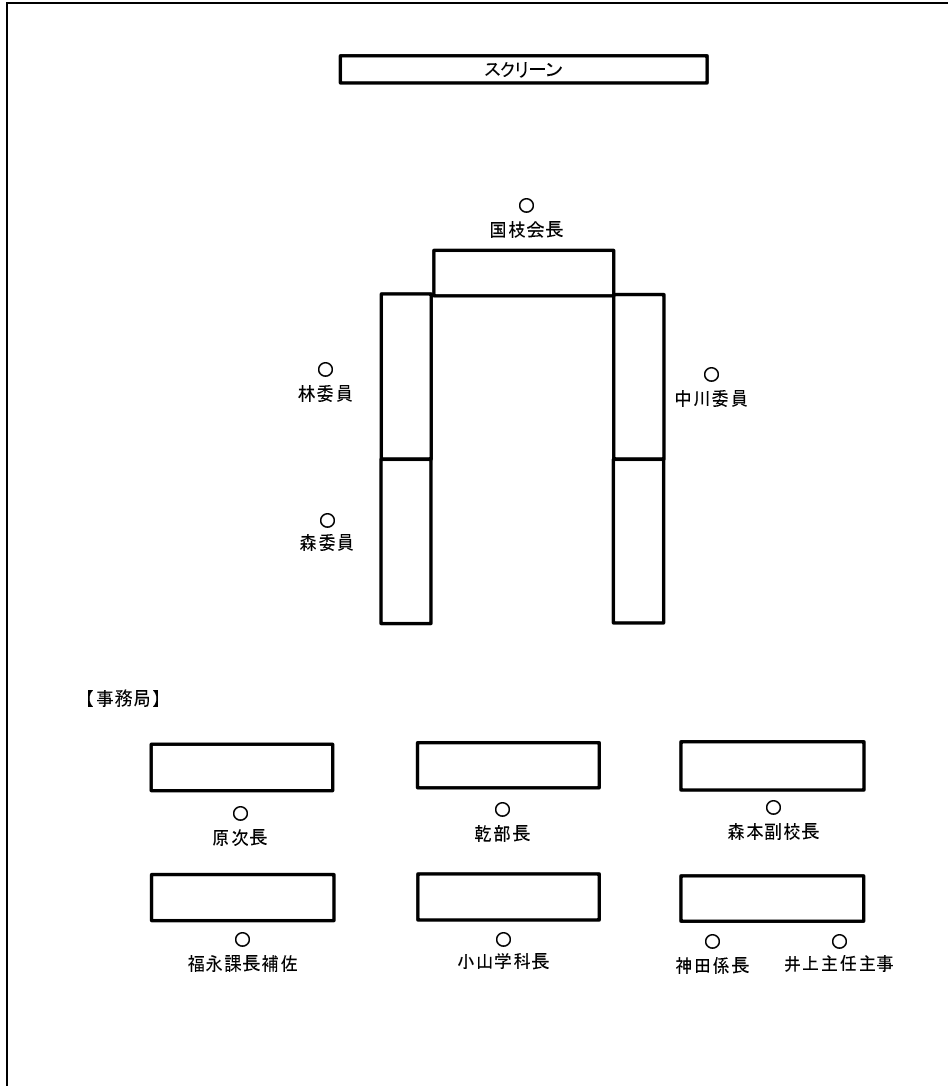 スクリーン
国枝会長
林委員
中川委員
森委員
【事務局】
原次長
乾部長
森本副校長
福永課長補佐
小山学科長
神田係長
井上主任主事